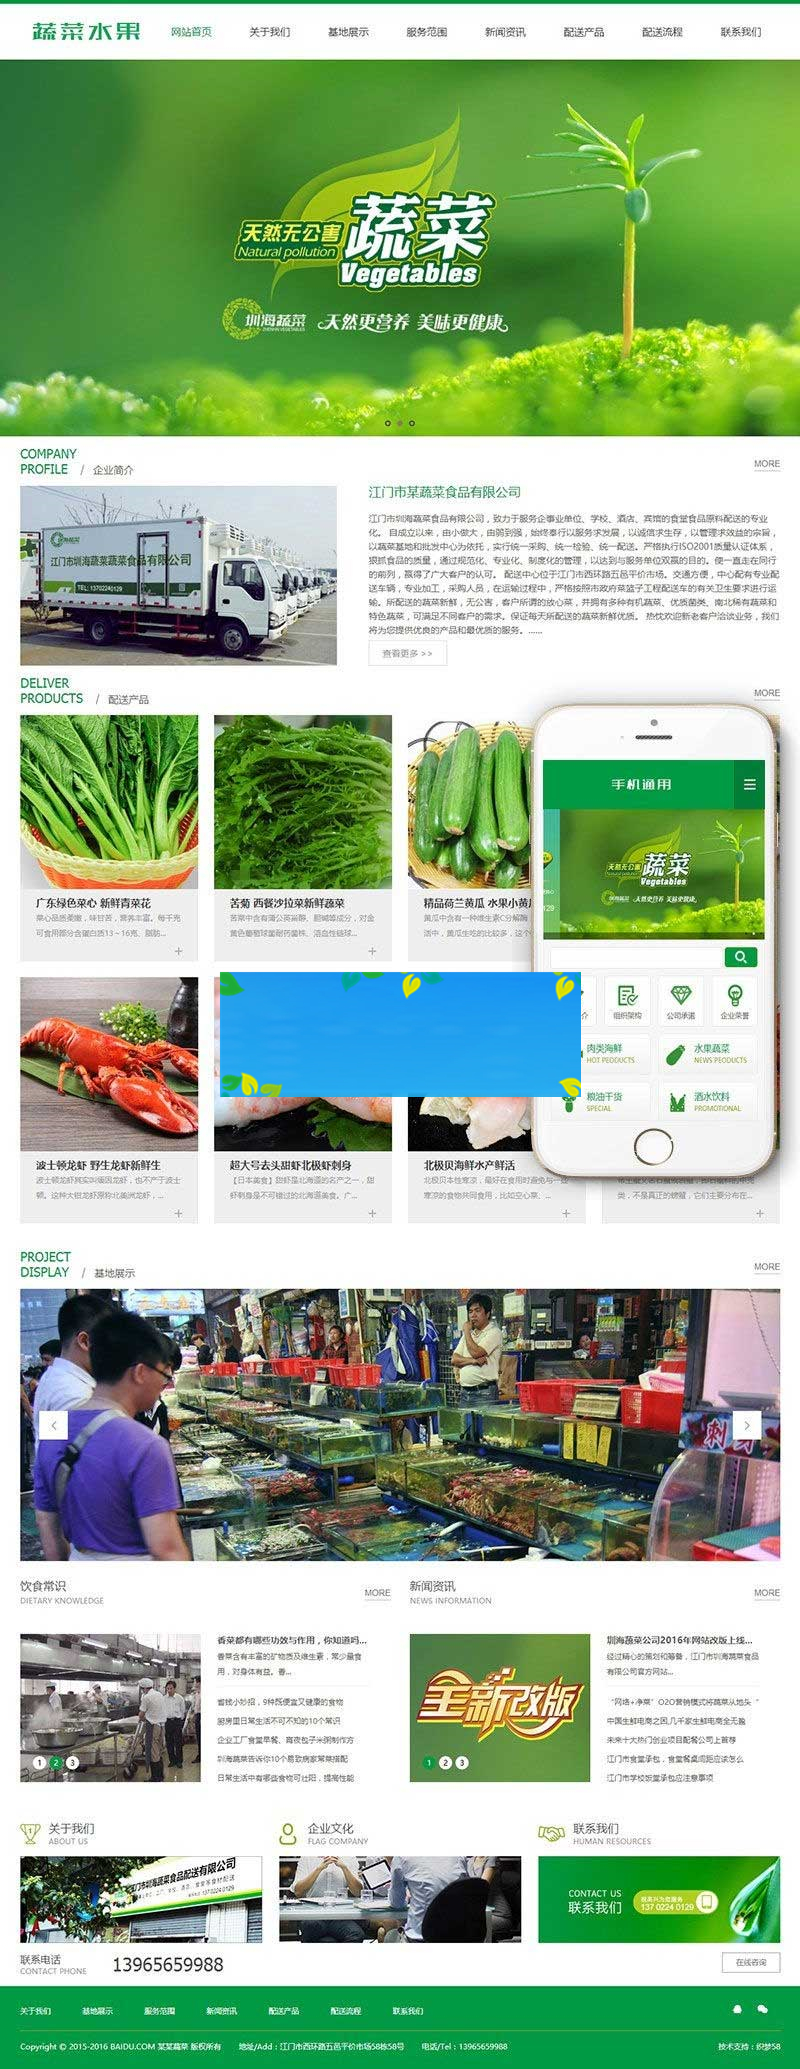 蔬菜水果
网站首页 关于我们 基地展示 服务范围 新闻资讯 配送产品 配送流程 联系我们
天然无公害
Natural pollution
蔬菜
Vegetables
圳海蔬菜
天然更营养 美味更健康
COMPANY
PROFILE / 企业简介
MORE
江门市圳海蔬菜食品有限公司
TEL: 13702240129
江门市某蔬菜食品有限公司
江门市圳海蔬菜食品有限公司，致力于服务企事业单位、学校、酒店、宾馆的食堂食品原料配送的专业
化。 目成立以来，由小做大，由弱到强，始终奉行以服务求发展，以诚信求生存，以管理求效益的宗旨，
以蔬菜基地和批发中心为依托，实行统一采购、统一检验、统一配送。严格执行ISO2001质量认证体系，
狠抓食品的质量，通过规范化、专业化、制度化的管理，以达到与服务单位双赢的目的。使一直走在同行
的前列，赢得了广大客户的认可。 配送中心位于江门市西环路五邑平价市场。交通方便，中心配有专业配
送车辆，专业加工，采购人员，在运输过程中，严格按照市政府菜篮子工程配送车的有关卫生要求进行运
输。所配送的蔬菜新鲜，无公害，客户所谓的放心菜，并拥有多种有机蔬菜、优质菌类、南北稀有蔬菜和
特色蔬菜，可满足不同客户的需求。保证每天所配送的蔬菜新鲜优质。 热忱欢迎新老客户洽谈业务，我们
将为您提供优良的产品和最优质的服务。......
查看更多 >>
DELIVER
PRODUCTS / 配送产品
MORE
广东绿色菜心 新鲜青菜花
菜心品质柔嫩，味甘苦，营养丰富。每千克
可食用部分含蛋白质13～16克、脂肪...
苦菊 西餐沙拉菜新鲜蔬菜
苦菜中含有蒲公英甾醇、胆碱等成分，对金
黄色葡萄球菌耐药菌株、溶血性链球...
精品荷兰黄瓜 水果小黄瓜
黄瓜中含有一种维生素C分解酶
活中，黄瓜生吃的比较多，这个
手机通用
天然无公害
Natural pollution
蔬菜
Vegetables
圳海蔬菜
天然更营养 美味更健康
组织架构
公司承诺
企业荣誉
肉类海鲜
HOT PEODUCTS
水果蔬菜
NEWS PEODUCTS
粮油干货
SPECIAL
酒水饮料
PROMOTIONAL
波士顿龙虾 野生龙虾新鲜生
波士顿龙虾其实叫缅因龙虾，也不产于波士
顿。这种大钳龙虾原称北美洲龙虾，...
超大号去头甜虾北极虾刺身
【日本美食】甜虾是北海道的名产之一，甜
虾刺身是不可错过的北海道美食。广...
北极贝海鲜水产鲜活
北极贝本性寒凉，最好在食用时避免与一些
寒凉的食物共同食用，比如空心菜、...
类，不是真正的螃蟹，它们主要分布在...
PROJECT
DISPLAY / 基地展示
MORE
饮食常识
DIETARY KNOWLEDGE
MORE
新闻资讯
NEWS INFORMATION
MORE
1 2 3
香菜都有哪些功效与作用，你知道吗...
香菜含有丰富的矿物质及维生素，常少量食
用，对身体有益。香...
省钱小妙招，9种既便宜又健康的食物
厨房里日常生活不可不知的10个常识
企业工厂食堂早餐、宵夜包子米粥制作方
圳海蔬菜告诉你10个易致病家常菜搭配
日常生活中有哪些食物可壮阳，提高性能
全新改版
1 2 3
圳海蔬菜公司2016年网站改版上线...
经过精心的策划和筹备，江门市圳海蔬菜食品
有限公司官方网站...
“网络+净菜”O2O营销模式将蔬菜从地头“
中国生鲜电商之困,几千家生鲜电商全无盈
未来十大热门创业项目配餐公司上首荐
江门市食堂承包，食堂餐桌间距应该怎么
江门市学校饭堂承包应注意事项
关于我们
ABOUT US
企业文化
FLAG COMPANY
联系我们
HUMAN RESOURCES
江门市圳海蔬菜食品配送有限公司
CONTACT US
联系我们
137 0224 0129
联系电话
CONTACT PHONE
13965659988
在线咨询
关于我们 基地展示 服务范围 新闻资讯 配送产品 配送流程 联系我们
Copyright © 2015-2016 BAIDU.COM 某某蔬菜 版权所有 地址/Add：江门市西环路五邑平价市场58栋58号 电话/Tel：13965659988
技术支持：织梦58